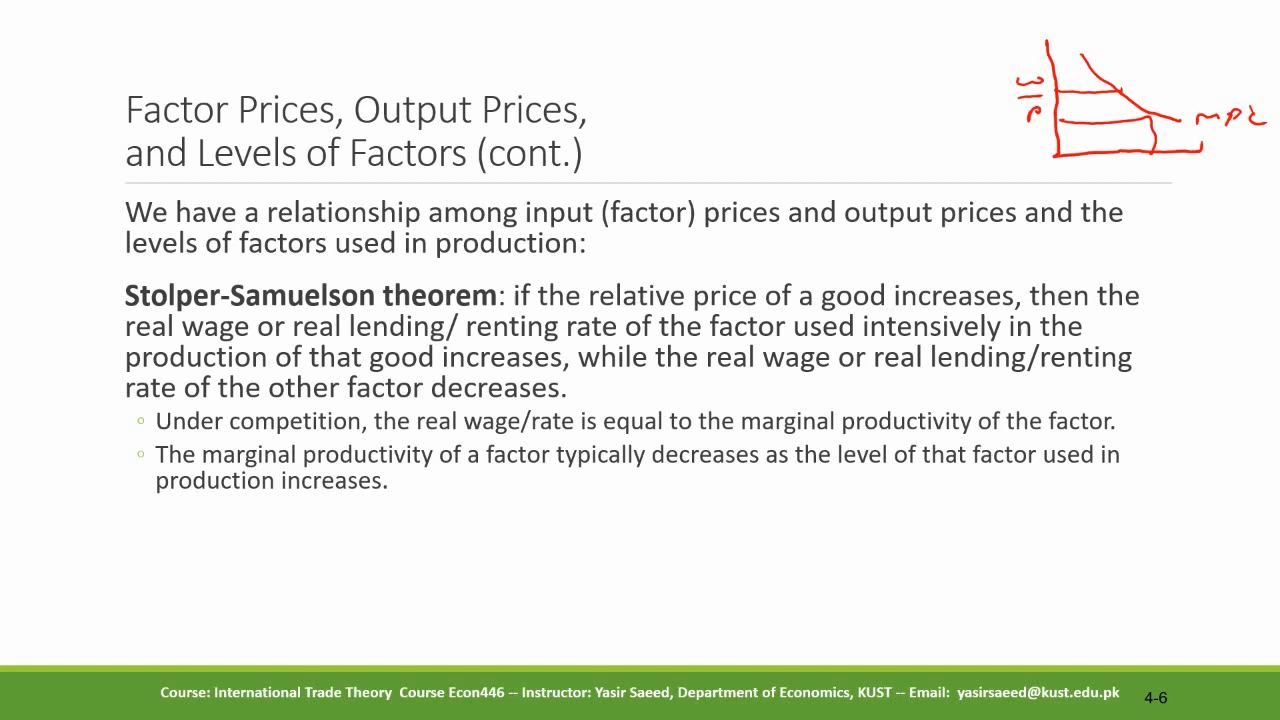 Factor Prices, Output Prices,
and Levels of Factors (cont.)
w
P
MPL
We have a relationship among input (factor) prices and output prices and the
levels of factors used in production:
Stolper-Samuelson theorem: if the relative price of a good increases, then the
real wage or real lending/ renting rate of the factor used intensively in the
production of that good increases, while the real wage or real lending/renting
rate of the other factor decreases.
◦ Under competition, the real wage/rate is equal to the marginal productivity of the factor.
◦ The marginal productivity of a factor typically decreases as the level of that factor used in
production increases.
Course: International Trade Theory Course Econ446 -- Instructor: Yasir Saeed, Department of Economics, KUST -- Email: yasirsaeed@kust.edu.pk
4-6